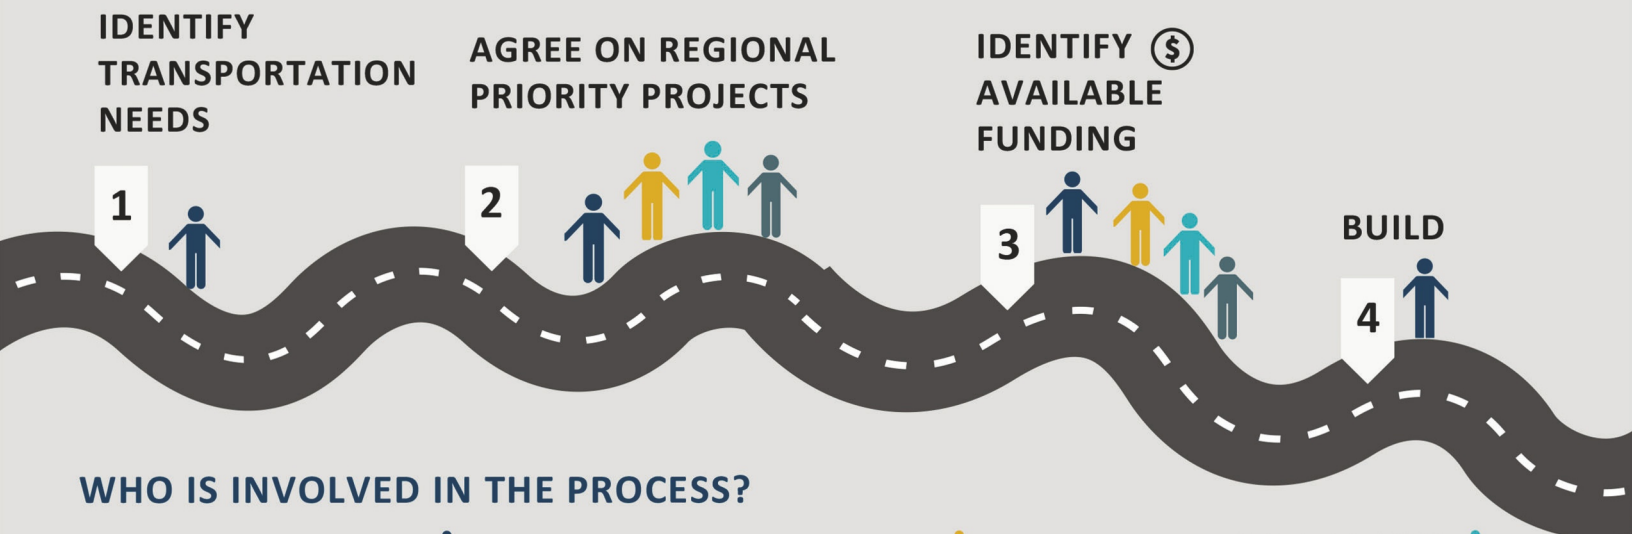 IDENTIFY
TRANSPORTATION
NEEDS
AGREE ON REGIONAL
PRIORITY PROJECTS
IDENTIFY $
AVAILABLE
FUNDING
BUILD
1
2
3
4
WHO IS INVOLVED IN THE PROCESS?